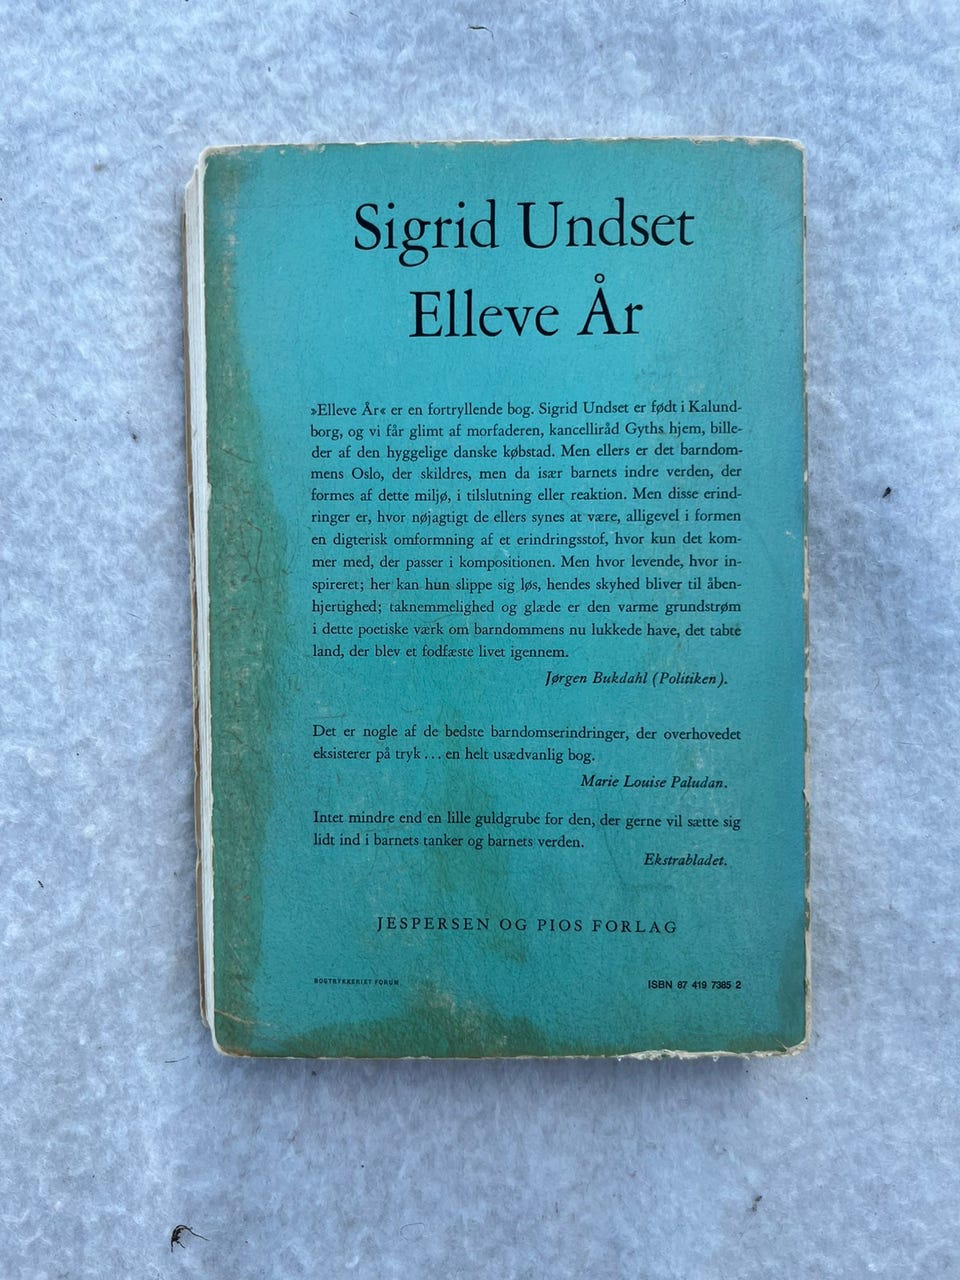 Sigrid Undset
Elleve År
»Elleve År« er en fortryllende bog. Sigrid Undset er født i Kalund-
borg, og vi får glimt af morfaderen, kancelliråd Gyths hjem, bille-
der af den hyggelige danske købstad. Men ellers er det barndom-
mens Oslo, der skildres, men da især barnets indre verden, der
formes af dette miljø, i tilslutning eller reaktion. Men disse erind-
ringer er, hvor nøjagtigt de ellers synes at være, alligevel i formen
en digterisk omformning af et erindringsstof, hvor kun det kom-
mer med, der passer i kompositionen. Men hvor levende, hvor in-
spireret; her kan hun slippe sig løs, hendes skyhed bliver til åben-
hjertighed; taknemmelighed og glæde er den varme grundstrøm
i dette poetiske værk om barndommens nu lukkede have, det tabte
land, der blev et fodfæste livet igennem.
Jørgen Bukdahl (Politiken).
Det er nogle af de bedste barndomserindringer, der overhovedet
eksisterer på tryk ... en helt usædvanlig bog.
Marie Louise Paludan.
Intet mindre end en lille guldgrube for den, der gerne vil sætte sig
lidt ind i barnets tanker og barnets verden.
Ekstrabladet.
JESPERSEN OG PIOS FORLAG
BOGTRYKKERIET FORUM
ISBN 87 419 7385 2